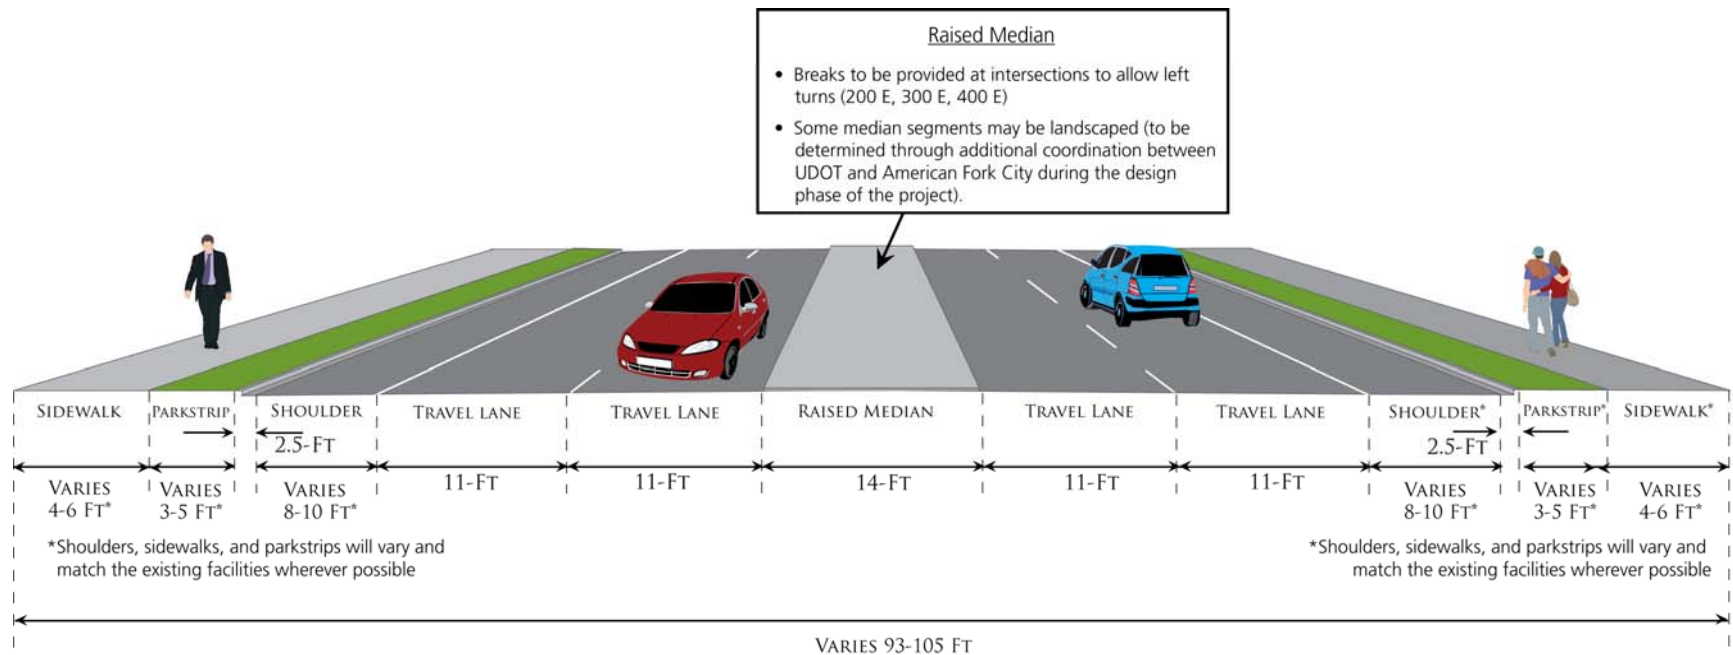 Raised Median
• Breaks to be provided at intersections to allow left
turns (200 E, 300 E, 400 E)
• Some median segments may be landscaped (to be
determined through additional coordination between
UDOT and American Fork City during the design
phase of the project).
SIDEWALK PARKSTRIP SHOULDER TRAVEL LANE TRAVEL LANE RAISED MEDIAN TRAVEL LANE TRAVEL LANE SHOULDER* PARKSTRIP* SIDEWALK*
2.5-FT 2.5-FT
VARIES VARIES VARIES 11-FT 11-FT 14-FT 11-FT 11-FT VARIES VARIES VARIES
4-6 FT* 3-5 FT* 8-10 FT* 8-10 FT* 3-5 FT* 4-6 FT*
*Shoulders, sidewalks, and parkstrips will vary and
match the existing facilities wherever possible
*Shoulders, sidewalks, and parkstrips will vary and
match the existing facilities wherever possible
VARIES 93-105 FT